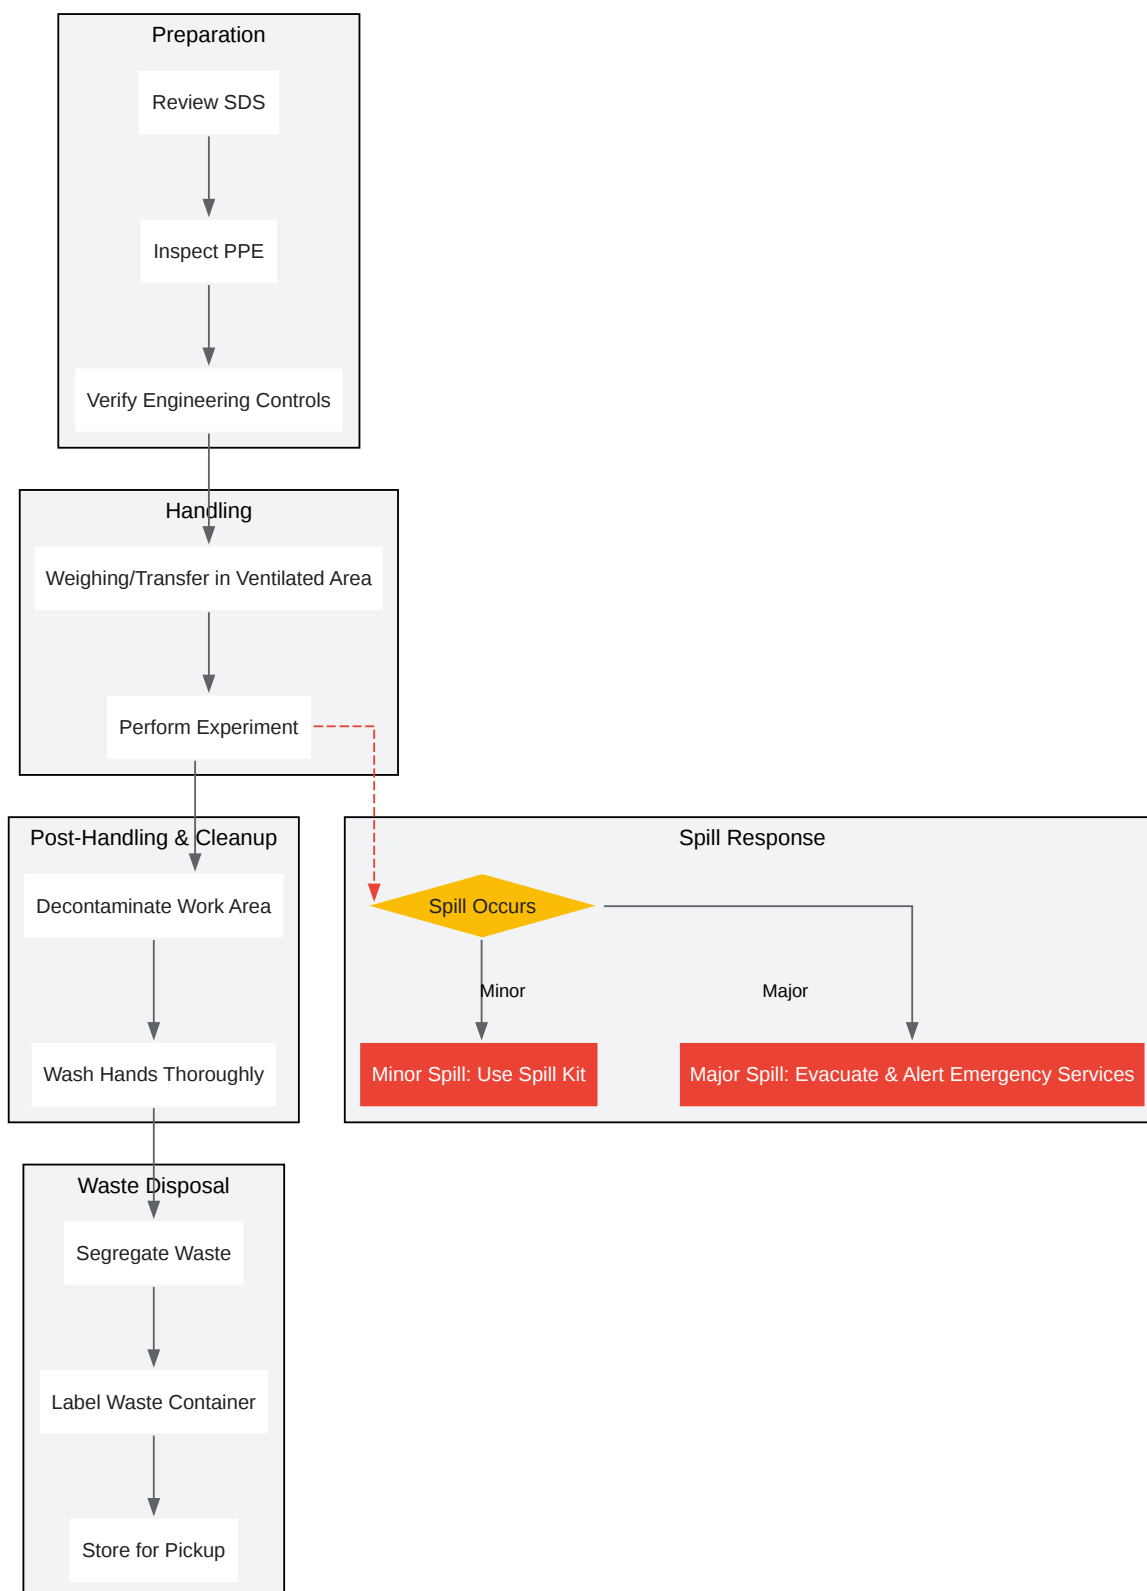 Preparation
Review SDS
Inspect PPE
Verify Engineering Controls
Handling
Weighing/Transfer in Ventilated Area
Perform Experiment
Post-Handling & Cleanup
Decontaminate Work Area
Wash Hands Thoroughly
Spill Response
Spill Occurs
Minor
Major
Minor Spill: Use Spill Kit
Major Spill: Evacuate & Alert Emergency Services
Waste Disposal
Segregate Waste
Label Waste Container
Store for Pickup